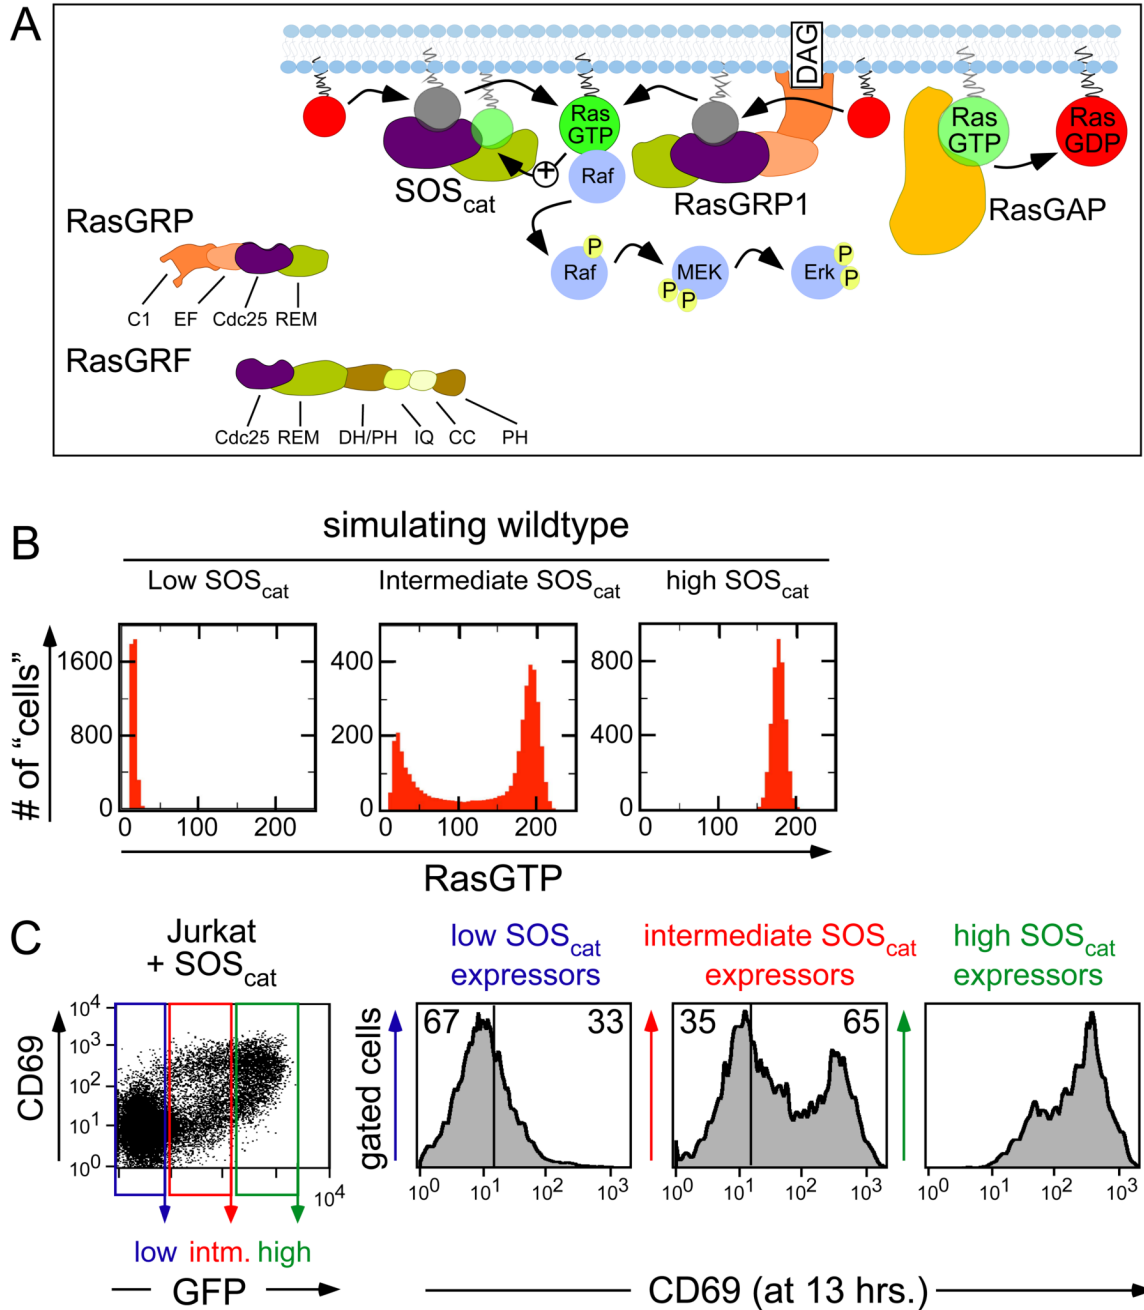 A
DAG
Ras
GTP
Ras
GTP
Ras
GDP
+
Raf
SOScat
RasGRP1
RasGAP
RasGRP
P
Raf
MEK
P
P
Erk
P
P
C1 EF Cdc25 REM
RasGRF
Cdc25 REM DH/PH IQ CC PH
B
simulating wildtype
Low SOScat
Intermediate SOScat
high SOScat
# of “cells”
1600
800
0
0 100 200
400
200
0
0 100 200
800
400
0
0 100 200
RasGTP
C
Jurkat
+ SOScat
CD69
10^4
10^3
10^2
10^1
10^0
10^4
low intm. high
GFP
low SOScat
expressors
intermediate SOScat
expressors
high SOScat
expressors
gated cells
67 33
35 65
10^0 10^1 10^2 10^3
10^0 10^1 10^2 10^3
10^0 10^1 10^2 10^3
CD69 (at 13 hrs.)